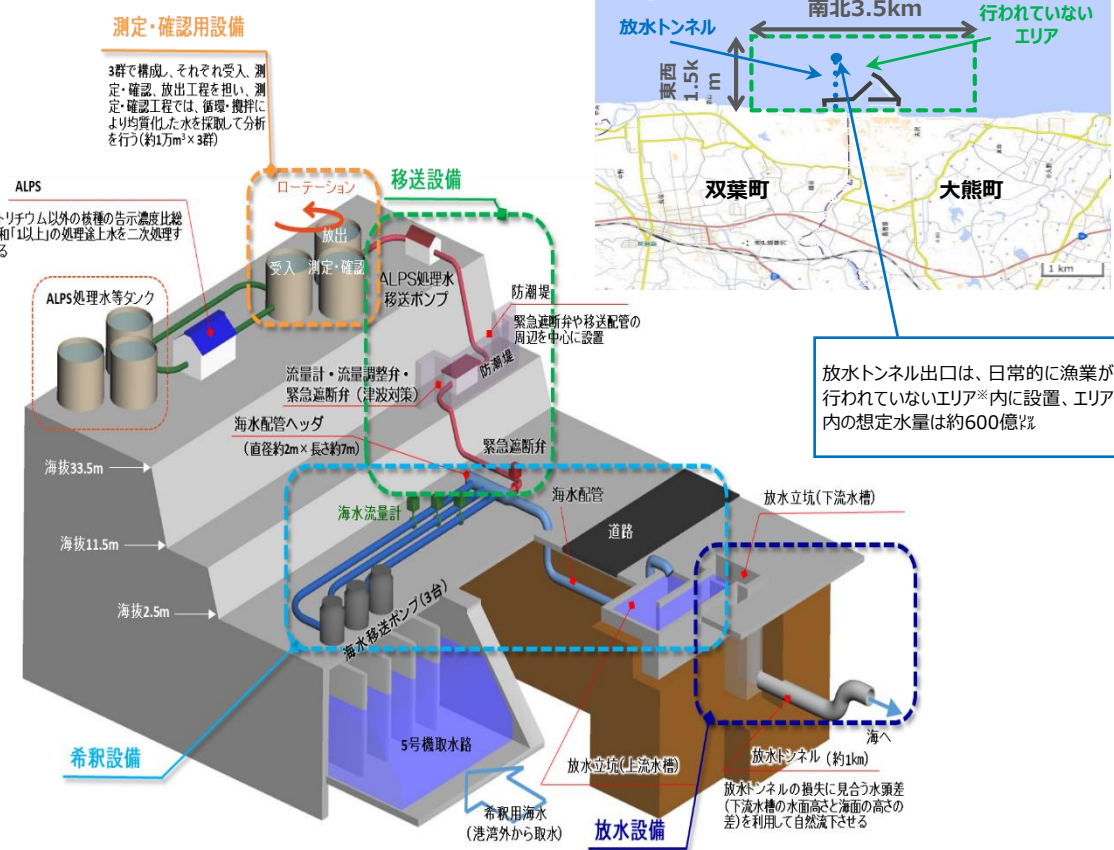 測定・確認用設備
3群で構成し、それぞれ受入、測
定・確認、放出工程を担い、測
定・確認工程では、循環・攪拌に
より均質化した水を採取して分析
を行う(約1万m³×3群)
ALPS
トリチウム以外の核種の告示濃度比総
和「1以上」の処理途上水を二次処理す
る
ALPS処理水等タンク
ローテーション
放出
受入
測定・確認
移送設備
ALPS処理水
移送ポンプ
防潮堤
緊急遮断弁や移送配管の
周辺を中心に設置
防潮堤
流量計・流量調整弁・
緊急遮断弁（津波対策）
海水配管ヘッダ
（直径約2m×長さ約7m）
緊急遮断弁
海抜33.5m
海抜11.5m
海抜2.5m
海水流量計
海水配管
道路
放水立坑(下流水槽)
海水移送ポンプ(3台)
5号機取水路
希釈設備
希釈用海水
（港湾外から取水）
放水立坑(上流水槽)
放水設備
海へ
放水トンネル（約1km）
放水トンネルの損失に見合う水頭差
（下流水槽の水面高さと海面の高さの
差）を利用して自然流下させる
南北3.5km
放水トンネル
行われていない
エリア
東西
1.5k
m
双葉町
大熊町
1 km
放水トンネル出口は、日常的に漁業が
行われていないエリア※内に設置、エリア
内の想定水量は約600億㍑